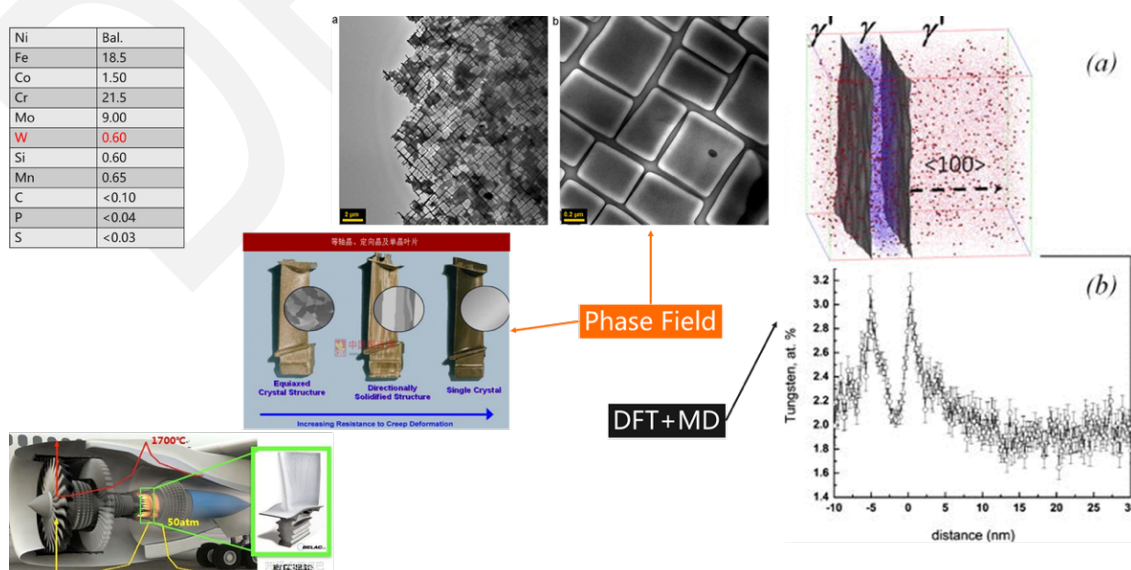 Ni Bal.
Fe 18.5
Co 1.50
Cr 21.5
Mo 9.00
W 0.60
Si 0.60
Mn 0.65
C <0.10
P <0.04
S <0.03
a
2 μm
b
0.2 μm
γ' γ γ'
(a)
<100>
等轴晶、定向晶及单晶叶片
Equiaxed
Crystal Structure
Directionally
Solidified Structure
Single Crystal
Increasing Resistance to Creep Deformation
Phase Field
DFT+MD
(b)
Tungsten, at. %
3.2
3.0
2.8
2.6
2.4
2.2
2.0
1.8
1.6
1.4
-10 -5 0 5 10 15 20 25 30
distance (nm)
1700℃
50atm
BELAC